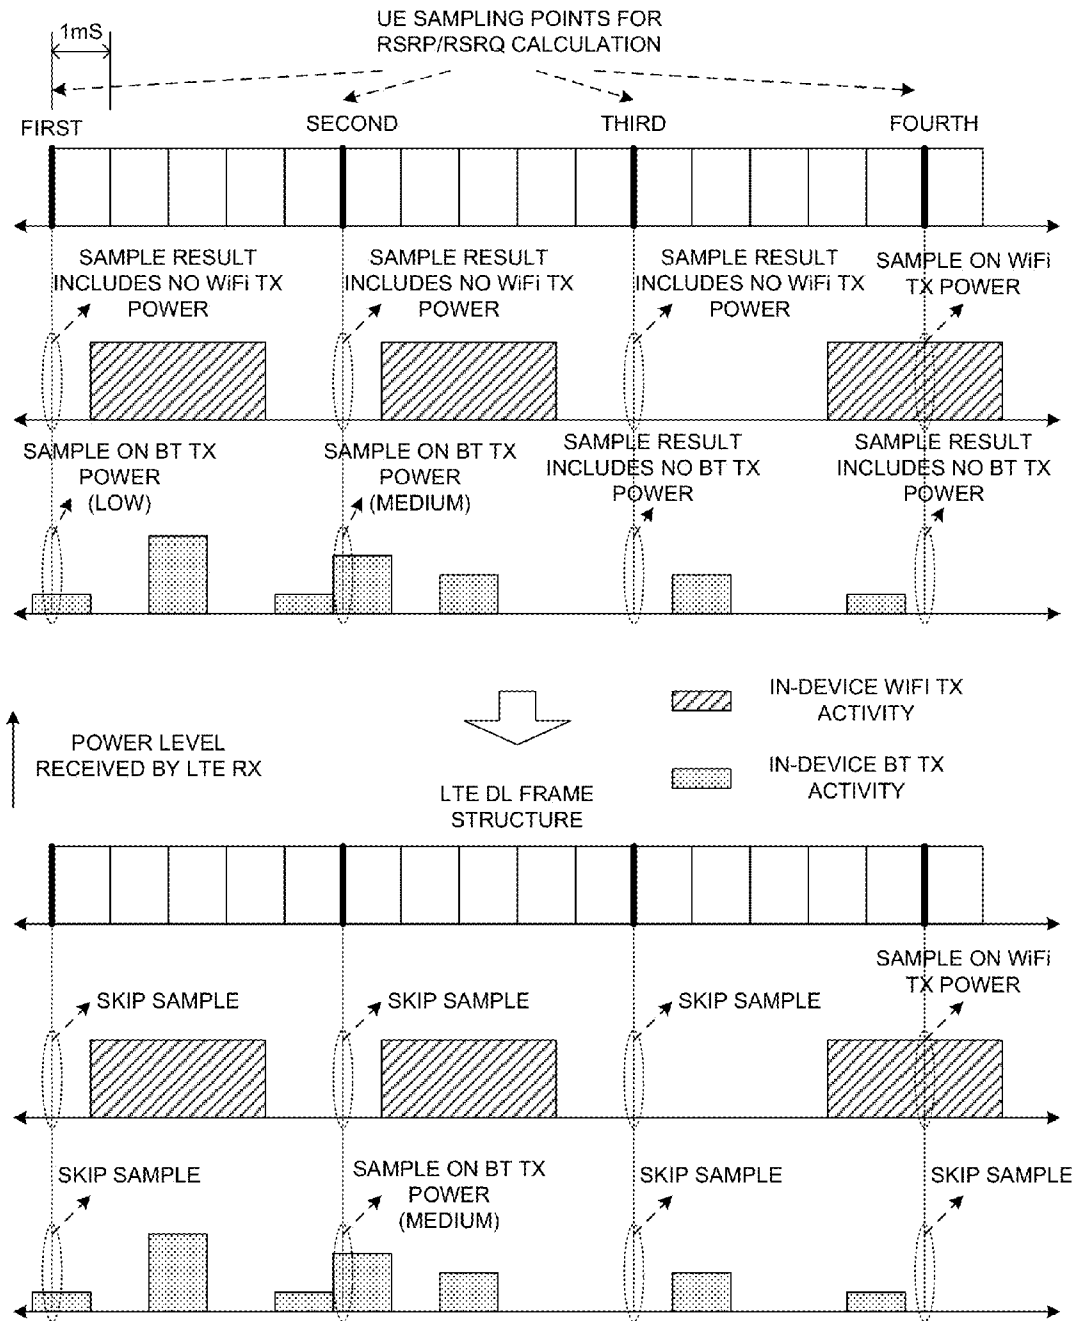 UE SAMPLING POINTS FOR
RSRP/RSRQ CALCULATION
1mS
FIRST
SECOND
THIRD
FOURTH
SAMPLE RESULT
INCLUDES NO WiFi TX
POWER
SAMPLE RESULT
INCLUDES NO WiFi TX
POWER
SAMPLE RESULT
INCLUDES NO WiFi TX
POWER
SAMPLE ON WiFi
TX POWER
SAMPLE ON BT TX
POWER
(LOW)
SAMPLE ON BT TX
POWER
(MEDIUM)
SAMPLE RESULT
INCLUDES NO BT TX
POWER
SAMPLE RESULT
INCLUDES NO BT TX
POWER
POWER LEVEL
RECEIVED BY LTE RX
IN-DEVICE WIFI TX
ACTIVITY
IN-DEVICE BT TX
ACTIVITY
LTE DL FRAME
STRUCTURE
SKIP SAMPLE
SKIP SAMPLE
SKIP SAMPLE
SAMPLE ON WiFi
TX POWER
SKIP SAMPLE
SAMPLE ON BT TX
POWER
(MEDIUM)
SKIP SAMPLE
SKIP SAMPLE